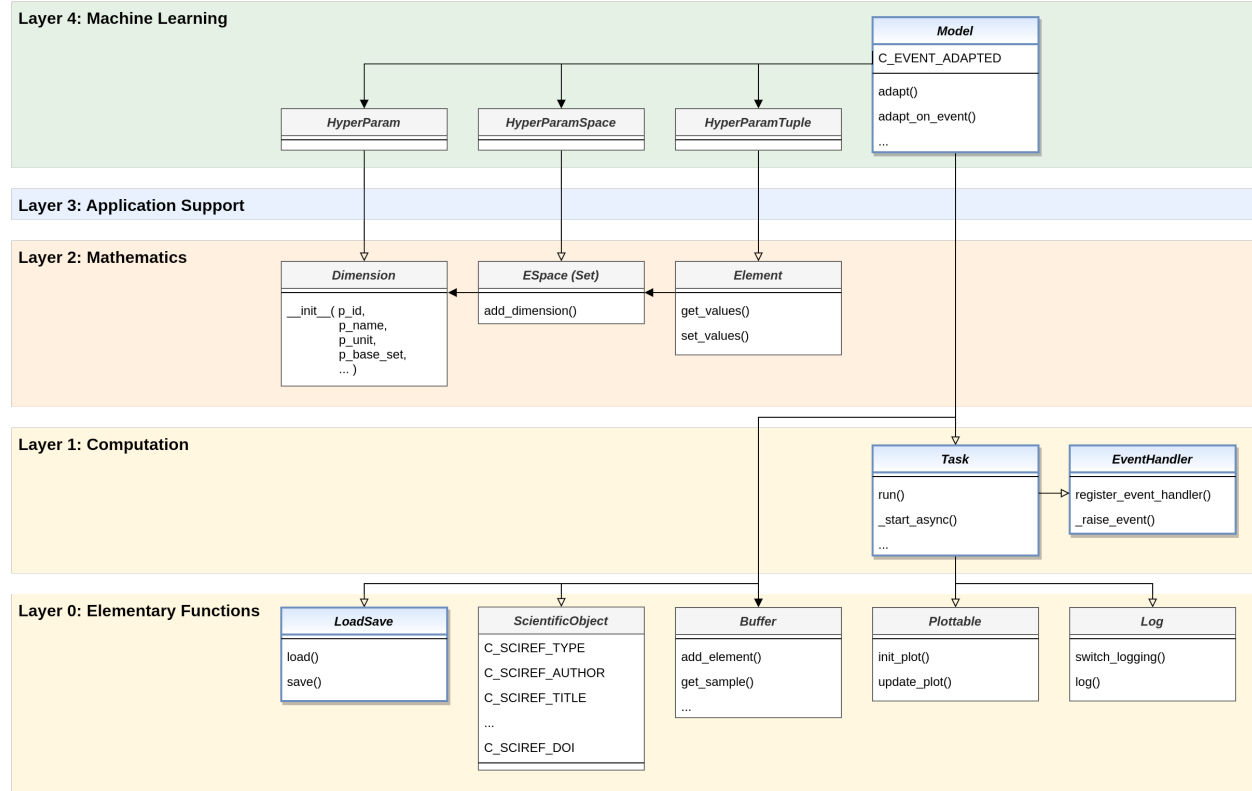 Layer 4: Machine Learning
Model
C_EVENT_ADAPTED
adapt()
adapt_on_event()
...
HyperParam
HyperParamSpace
HyperParamTuple
Layer 3: Application Support
Layer 2: Mathematics
Dimension
__init__( p_id,
p_name,
p_unit,
p_base_set,
... )
ESpace (Set)
add_dimension()
Element
get_values()
set_values()
Layer 1: Computation
Task
run()
_start_async()
...
EventHandler
register_event_handler()
_raise_event()
Layer 0: Elementary Functions
LoadSave
load()
save()
ScientificObject
C_SCIREF_TYPE
C_SCIREF_AUTHOR
C_SCIREF_TITLE
...
C_SCIREF_DOI
Buffer
add_element()
get_sample()
...
Plottable
init_plot()
update_plot()
Log
switch_logging()
log()